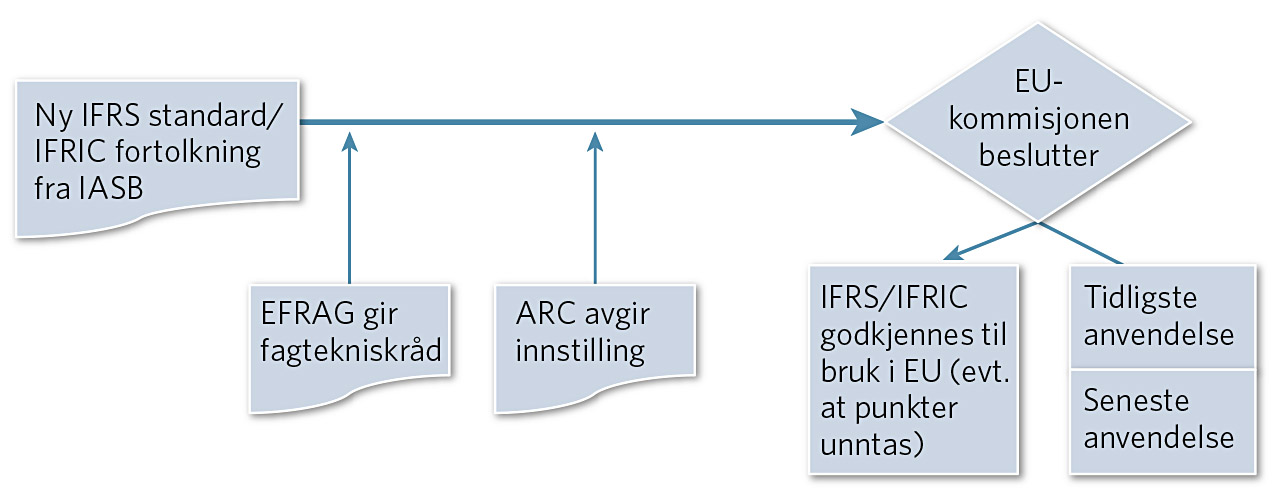 Ny IFRS standard/
IFRIC fortolkning
fra IASB
EFRAG gir
fagtekniskråd
ARC avgir
innstilling
EU-
kommisjonen
beslutter
IFRS/IFRIC
godkjennes til
bruk i EU (evt.
at punkter
unntas)
Tidligste
anvendelse
Seneste
anvendelse